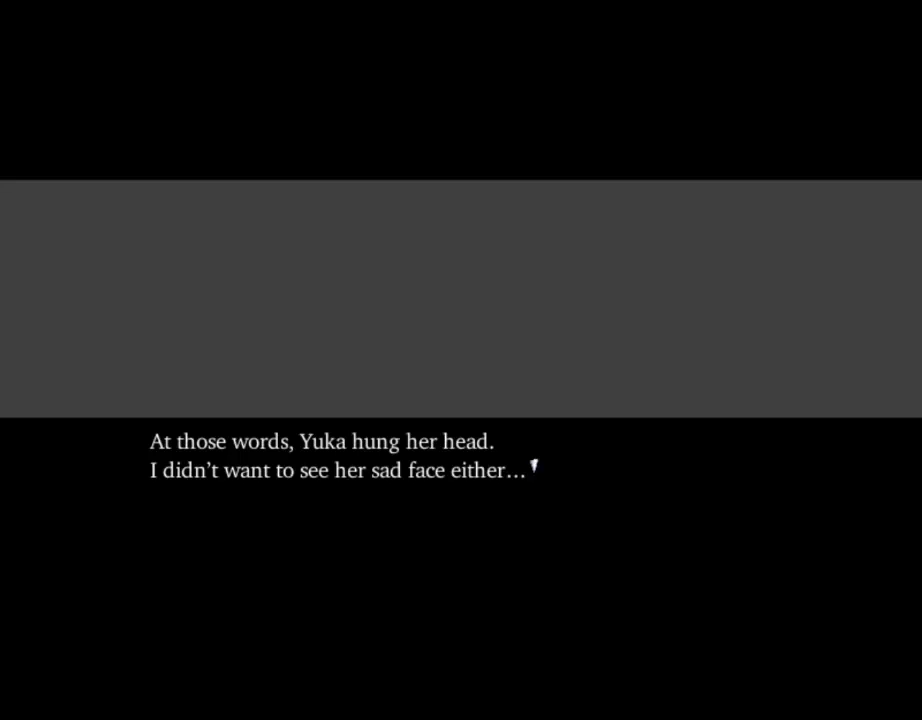 At those words, Yuka hung her head.
I didn’t want to see her sad face either…